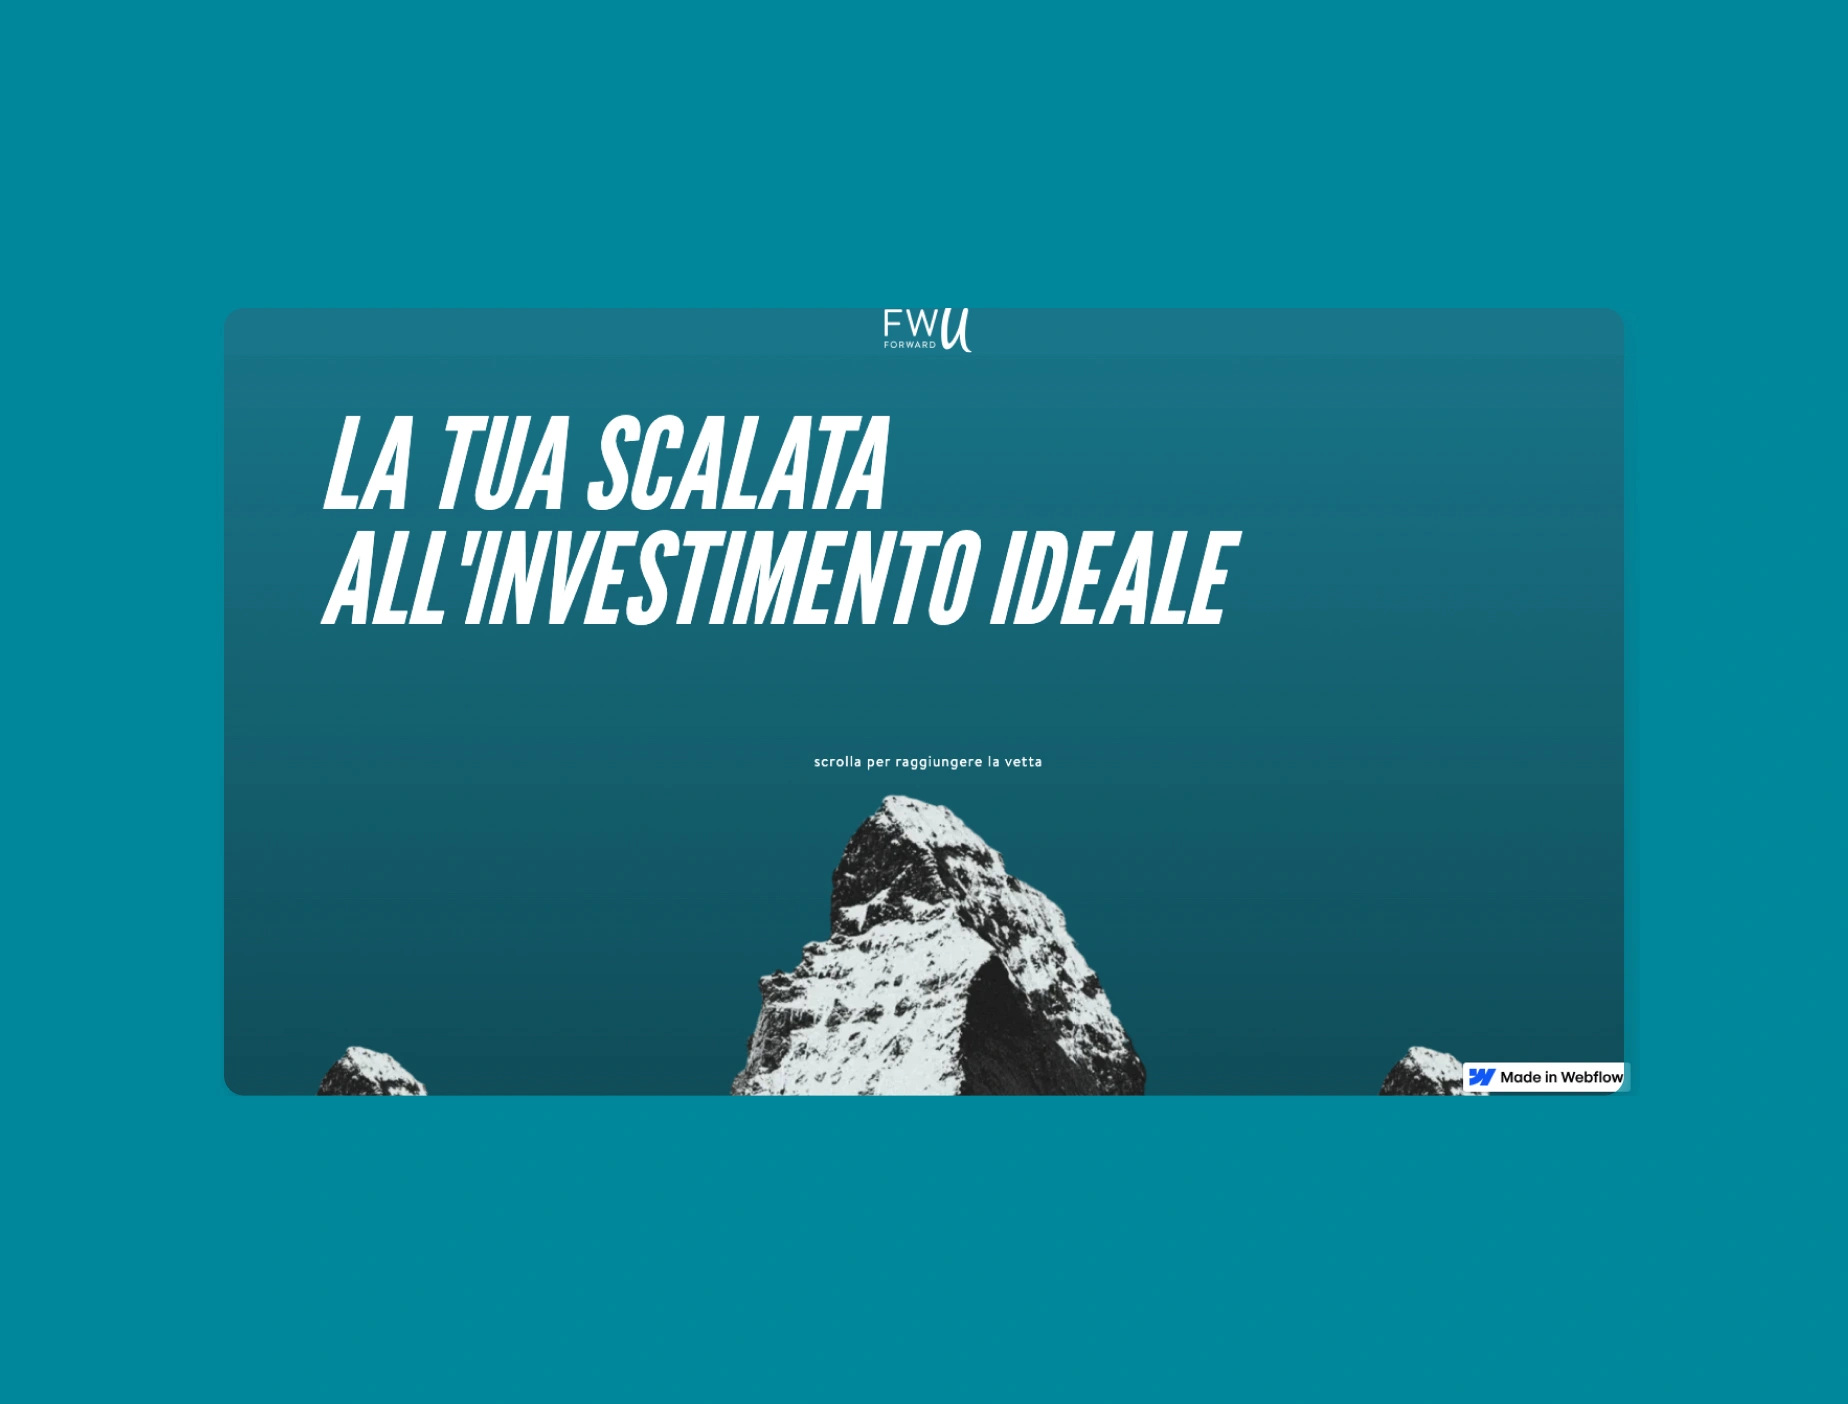 FWU
FORWARD
LA TUA SCALATA
ALL'INVESTIMENTO IDEALE
scrolla per raggiungere la vetta
Made in Webflow